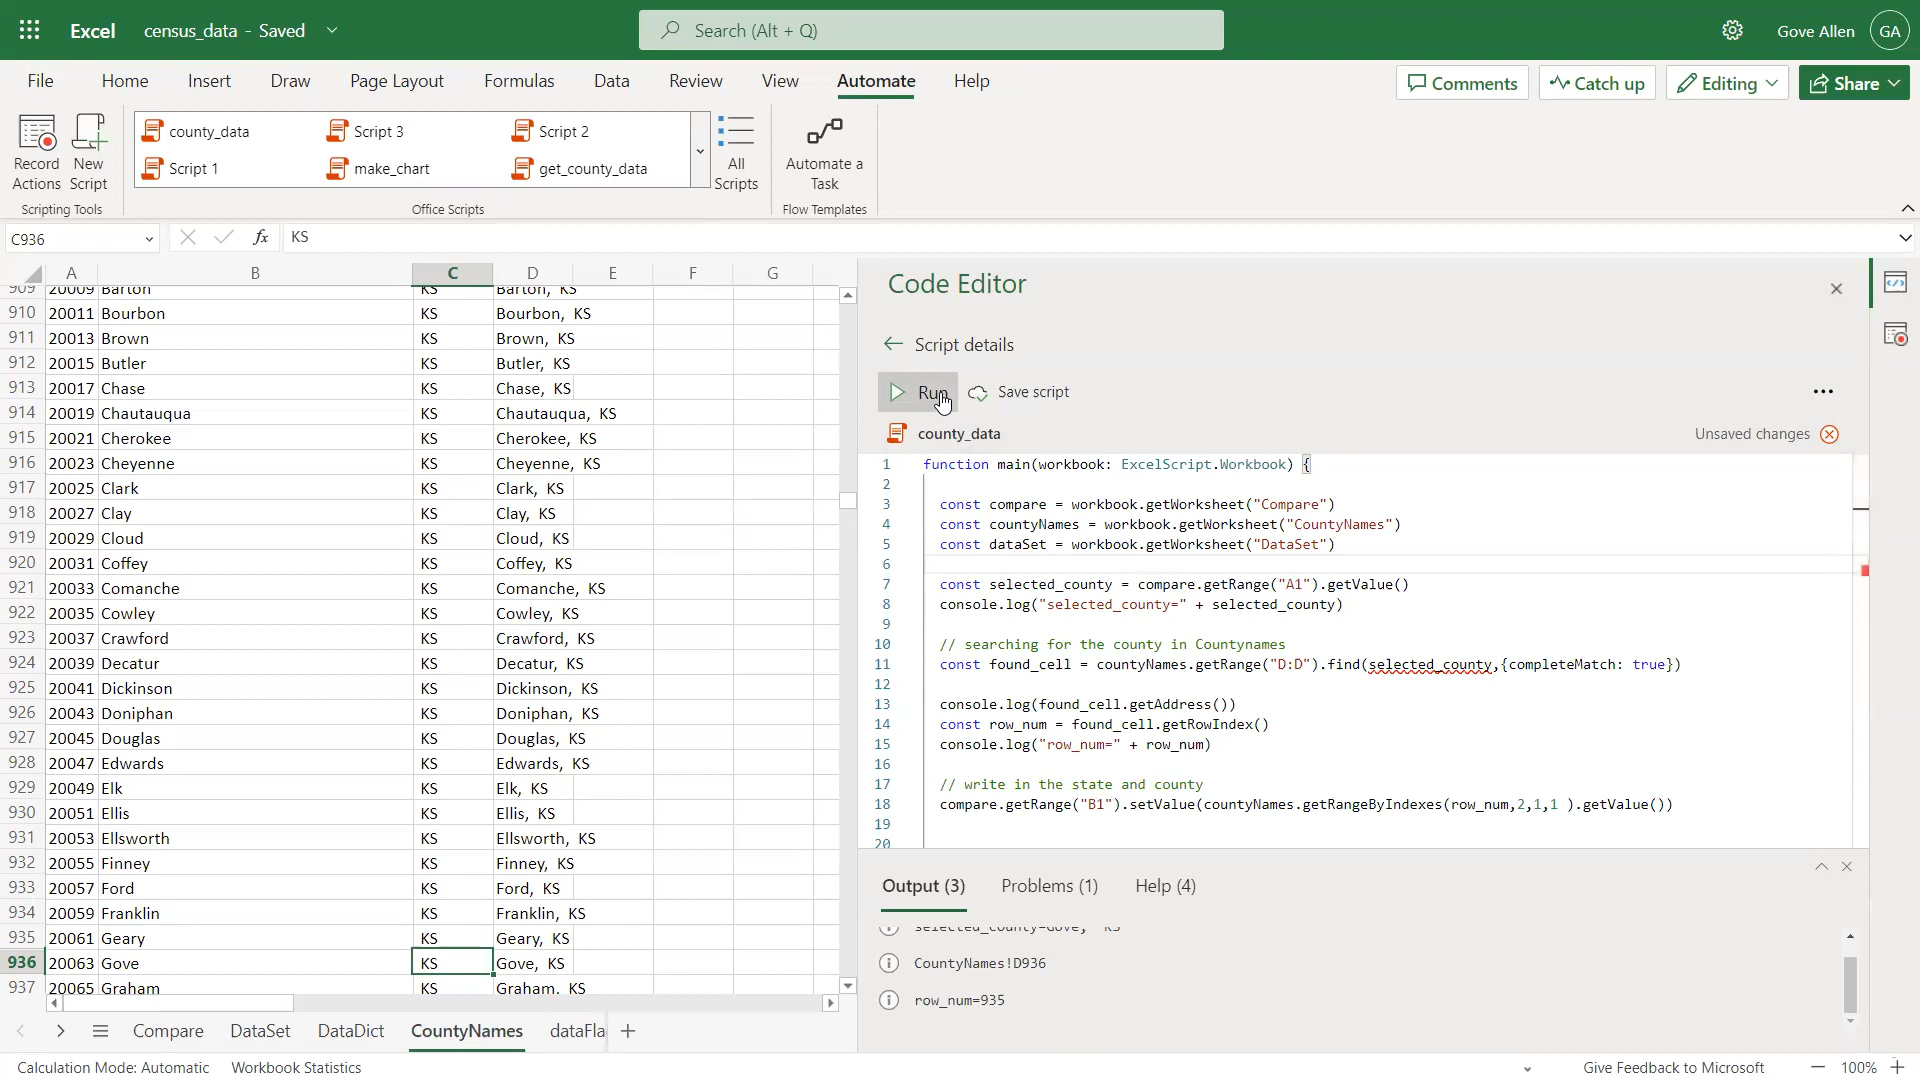 Excel census_data - Saved Search (Alt + Q) Gove Allen GA
File Home Insert Draw Page Layout Formulas Data Review View Automate Help Comments Catch up Editing Share
Record Actions New Script county_data Script 3 Script 2 All Scripts Automate a Task
Script 1 make_chart get_county_data
Scripting Tools Office Scripts Flow Templates
C936 fx KS
A B C D E F G
909 20009 Barton KS Barton, KS
910 20011 Bourbon KS Bourbon, KS
911 20013 Brown KS Brown, KS
912 20015 Butler KS Butler, KS
913 20017 Chase KS Chase, KS
914 20019 Chautauqua KS Chautauqua, KS
915 20021 Cherokee KS Cherokee, KS
916 20023 Cheyenne KS Cheyenne, KS
917 20025 Clark KS Clark, KS
918 20027 Clay KS Clay, KS
919 20029 Cloud KS Cloud, KS
920 20031 Coffey KS Coffey, KS
921 20033 Comanche KS Comanche, KS
922 20035 Cowley KS Cowley, KS
923 20037 Crawford KS Crawford, KS
924 20039 Decatur KS Decatur, KS
925 20041 Dickinson KS Dickinson, KS
926 20043 Doniphan KS Doniphan, KS
927 20045 Douglas KS Douglas, KS
928 20047 Edwards KS Edwards, KS
929 20049 Elk KS Elk, KS
930 20051 Ellis KS Ellis, KS
931 20053 Ellsworth KS Ellsworth, KS
932 20055 Finney KS Finney, KS
933 20057 Ford KS Ford, KS
934 20059 Franklin KS Franklin, KS
935 20061 Geary KS Geary, KS
936 20063 Gove KS Gove, KS
937 20065 Graham KS Graham, KS
Compare DataSet DataDict CountyNames dataFla
Calculation Mode: Automatic Workbook Statistics
Code Editor
Script details
Run Save script
county_data Unsaved changes
1 function main(workbook: ExcelScript.Workbook) {
2
3 const compare = workbook.getWorksheet("Compare")
4 const countyNames = workbook.getWorksheet("CountyNames")
5 const dataSet = workbook.getWorksheet("DataSet")
6
7 const selected_county = compare.getRange("A1").getValue()
8 console.log("selected_county=" + selected_county)
9
10 // searching for the county in Countynames
11 const found_cell = countyNames.getRange("D:D").find(selected_county,{completeMatch: true})
12
13 console.log(found_cell.getAddress())
14 const row_num = found_cell.getRowIndex()
15 console.log("row_num=" + row_num)
16
17 // write in the state and county
18 compare.getRange("B1").setValue(countyNames.getRangeByIndexes(row_num,2,1,1 ).getValue())
19
20
Output (3) Problems (1) Help (4)
selected_county=Gove, KS
CountyNames!D936
row_num=935
Give Feedback to Microsoft 100%